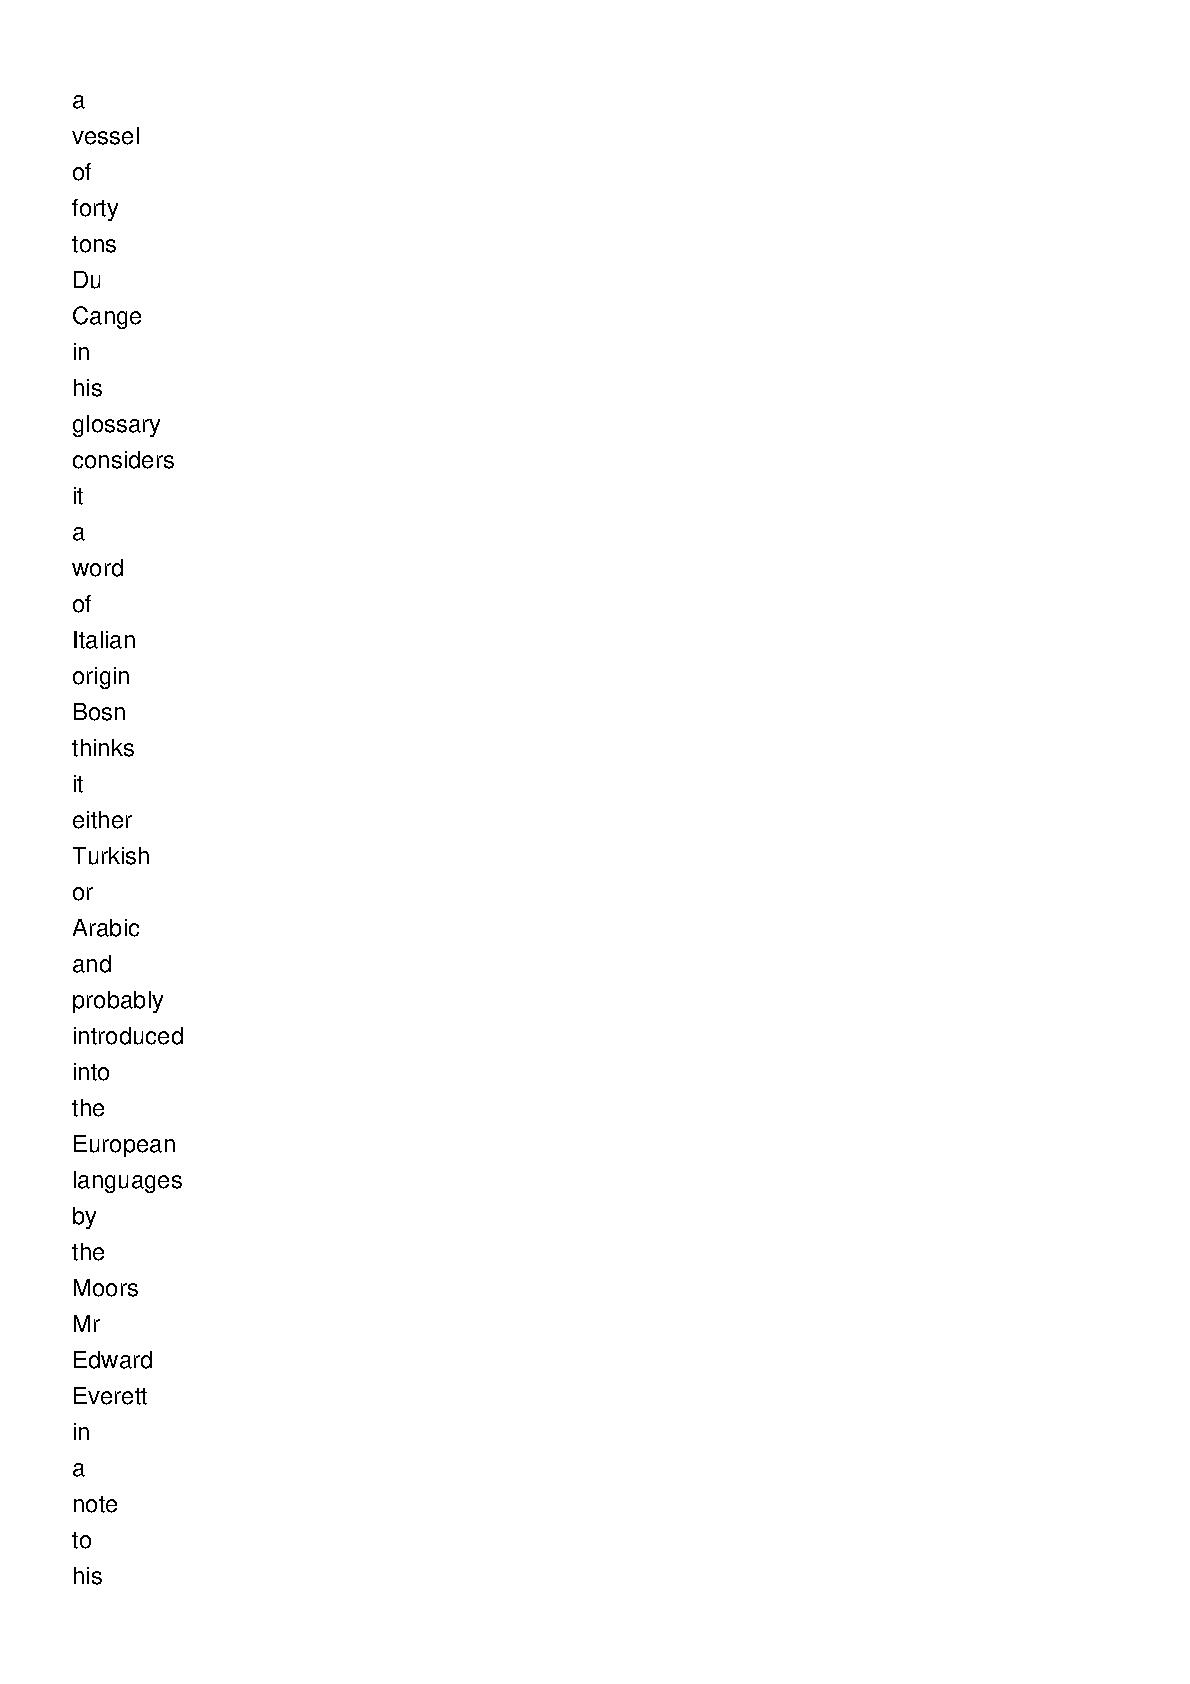 a
vessel
of
forty
tons
Du
Cange
in
his
glossary
considers
it
a
word
of
Italian
origin
Bosn
thinks
it
either
Turkish
or
Arabic
and
probably
introduced
into
the
European
languages
by
the
Moors
Mr
Edward
Everett
in
a
note
to
his